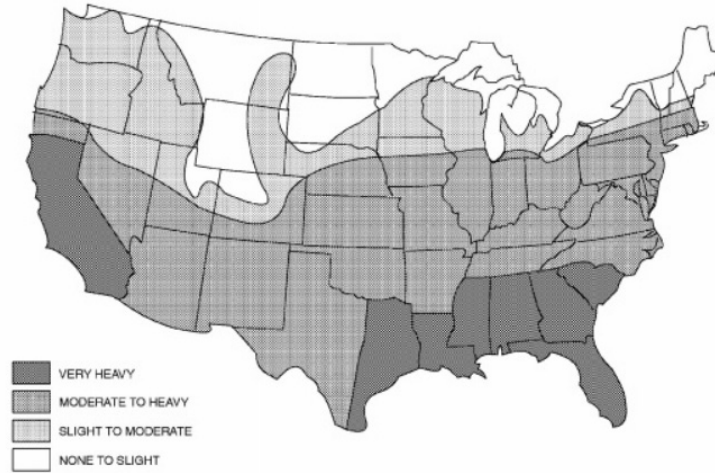 VERY HEAVY
MODERATE TO HEAVY
SLIGHT TO MODERATE
NONE TO SLIGHT